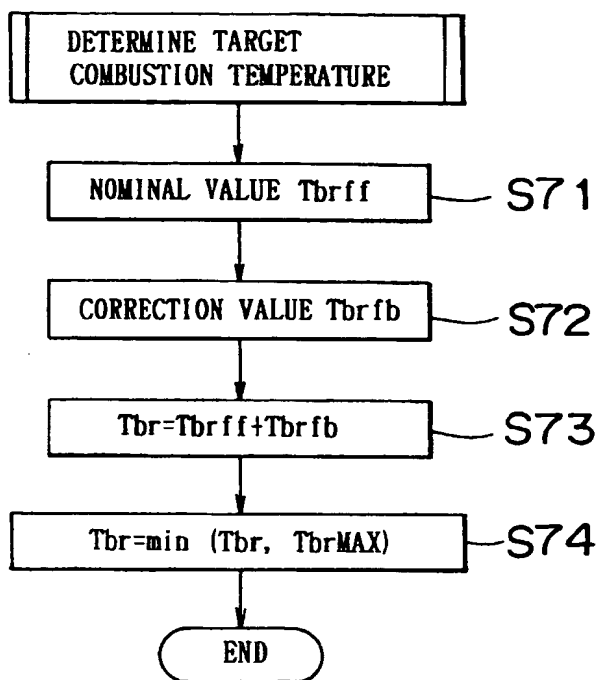 DETERMINE TARGET
COMBUSTION TEMPERATURE
NOMINAL VALUE Tbrff
S71
CORRECTION VALUE Tbrfb
S72
Tbr=Tbrff+Tbrfb
S73
Tbr=min (Tbr, TbrMAX)
S74
END